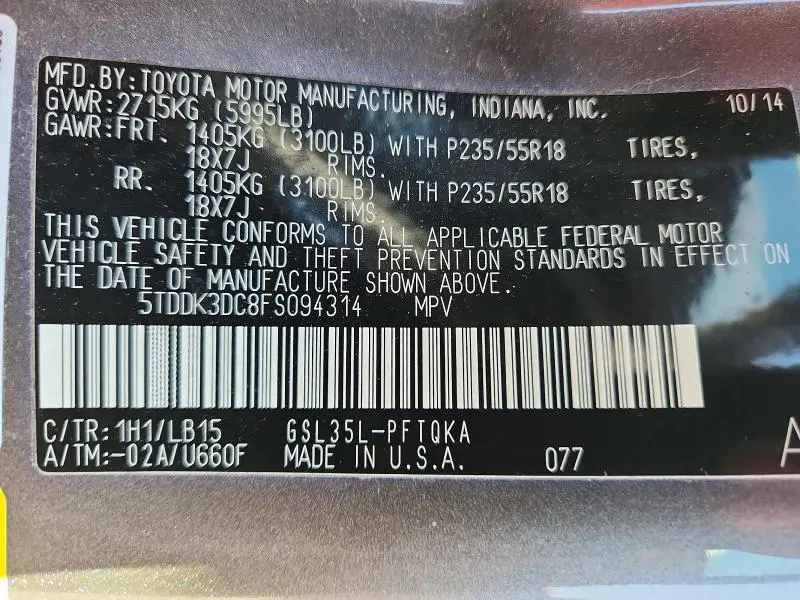 MFD.BY:TOYOTA MOTOR MANUFACTURING, INDIANA, INC. 10/14
GVWR:2715KG (5995LB)
GAWR:FRT. 1405KG (3100LB) WITH P235/55R18 TIRES,
18X7J RIMS.
RR. 1405KG (3100LB) WITH P235/55R18 TIRES,
18X7J RIMS.
THIS VEHICLE CONFORMS TO ALL APPLICABLE FEDERAL MOTOR
VEHICLE SAFETY AND THEFT PREVENTION STANDARDS IN EFFECT ON
THE DATE OF MANUFACTURE SHOWN ABOVE.
5TDDK3DC8FS094314 MPV
C/TR:1H1/LB15 GSL35L-PFTQKA
A/TM:-02A/U660F MADE IN U.S.A. 077
A